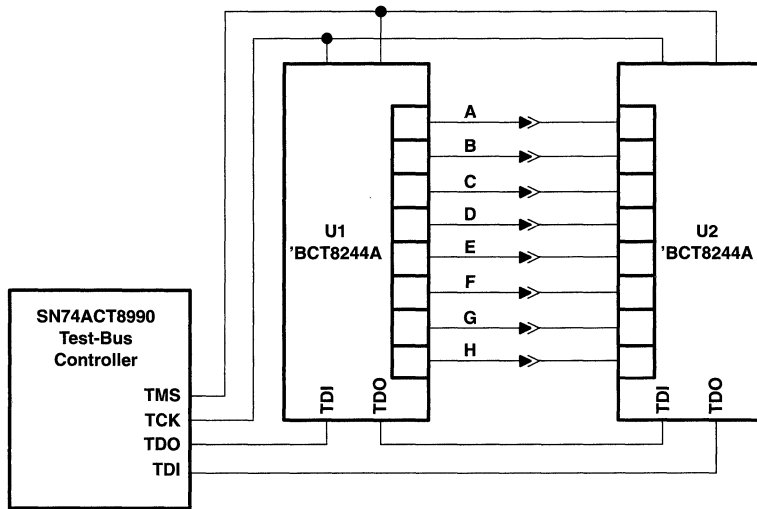 A
B
C
D
E
F
G
H
U1
'BCT8244A
U2
'BCT8244A
SN74ACT8990
Test-Bus
Controller
TMS
TCK
TDO
TDI
TDI
TDO
TDI
TDO